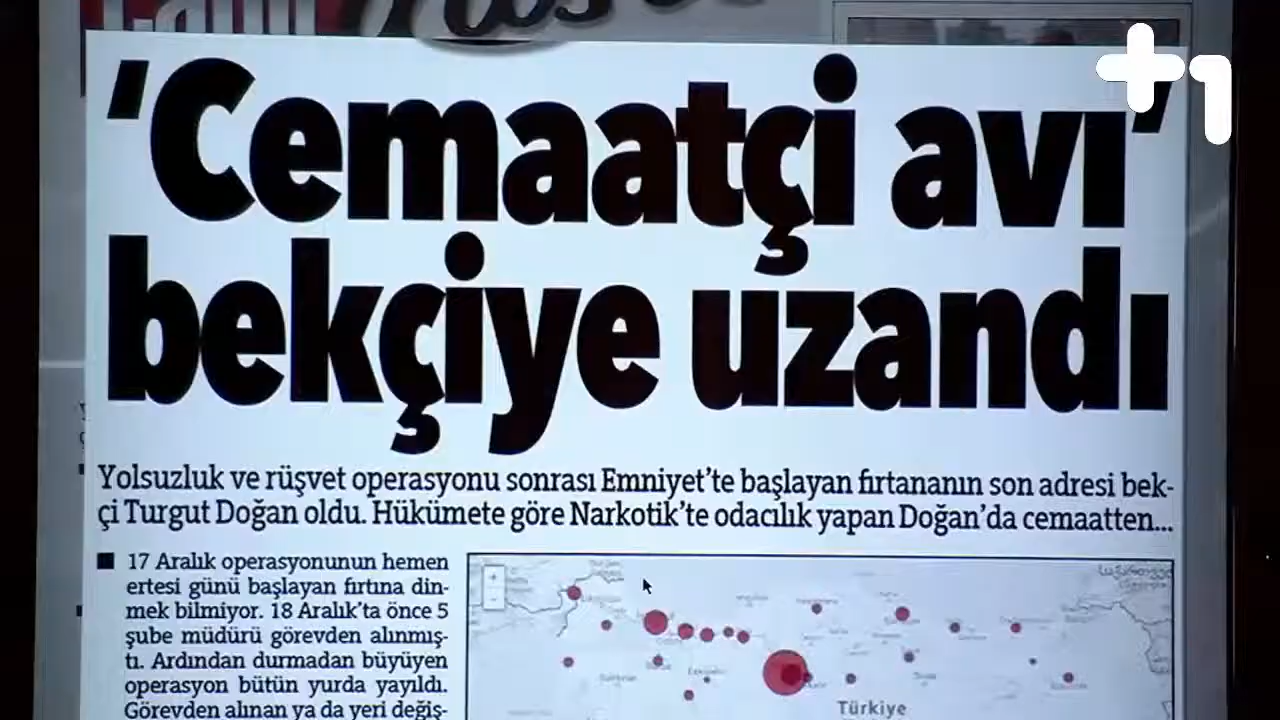 +1
'Cemaatçi avı'
bekçiye uzandı
Yolsuzluk ve rüşvet operasyonu sonrası Emniyet'te başlayan fırtananın son adresi bek-
çi Turgut Doğan oldu. Hükümete göre Narkotik'te odacılık yapan Doğan'da cemaatten...
■ 17 Aralık operasyonunun hemen
ertesi günü başlayan fırtına din-
mek bilmiyor. 18 Aralık'ta önce 5
şube müdürü görevden alınmış-
tı. Ardından durmadan büyüyen
operasyon bütün yurda yayıldı.
Görevden alınan ya da yeri değiş-
Türkiye